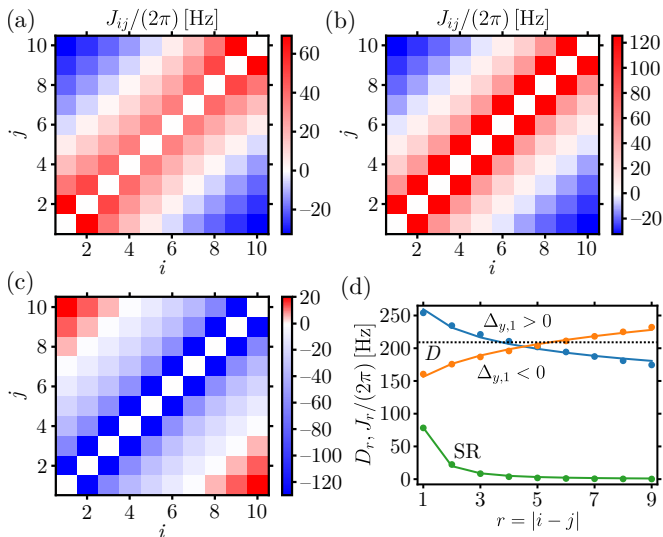 (a)
J_{ij}/(2π) [Hz]
10
8
6
4
2
j
2 4 6 8 10
i
60
40
20
0
−20
(b)
J_{ij}/(2π) [Hz]
10
8
6
4
2
j
2 4 6 8 10
i
120
100
80
60
40
20
0
−20
(c)
10
8
6
4
2
j
2 4 6 8 10
i
20
0
−20
−40
−60
−80
−100
−120
(d)
D_r, J_r/(2π) [Hz]
250
200
150
100
50
0
Δ_{y,1} > 0
D
Δ_{y,1} < 0
SR
1 3 5 7 9
r = |i − j|